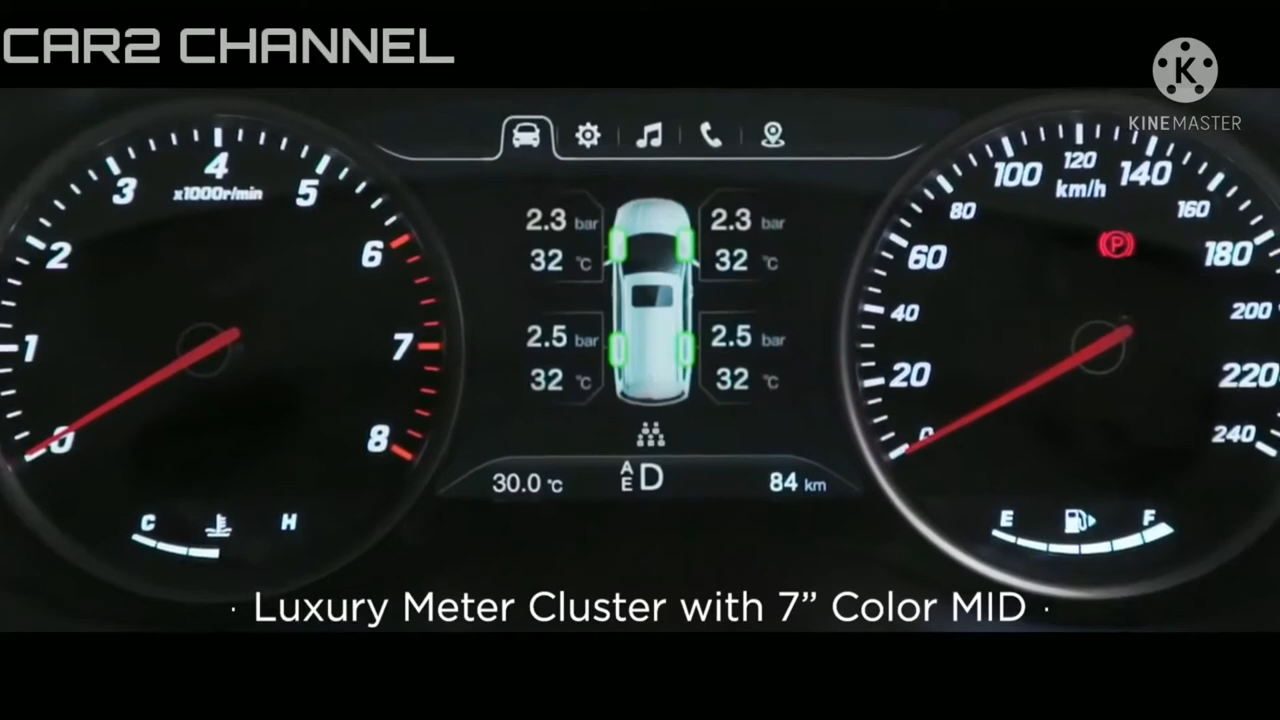 CAR2 CHANNEL
K
KINEMASTER
0 1 2 3 4 5 6 7 8
x1000r/min
C H
2.3 bar
32 °C
2.3 bar
32 °C
2.5 bar
32 °C
2.5 bar
32 °C
30.0 °C
A
E
D
84 km
0 20 40 60 80 100 120 140 160 180 200 220 240
km/h
P
E F
· Luxury Meter Cluster with 7” Color MID ·